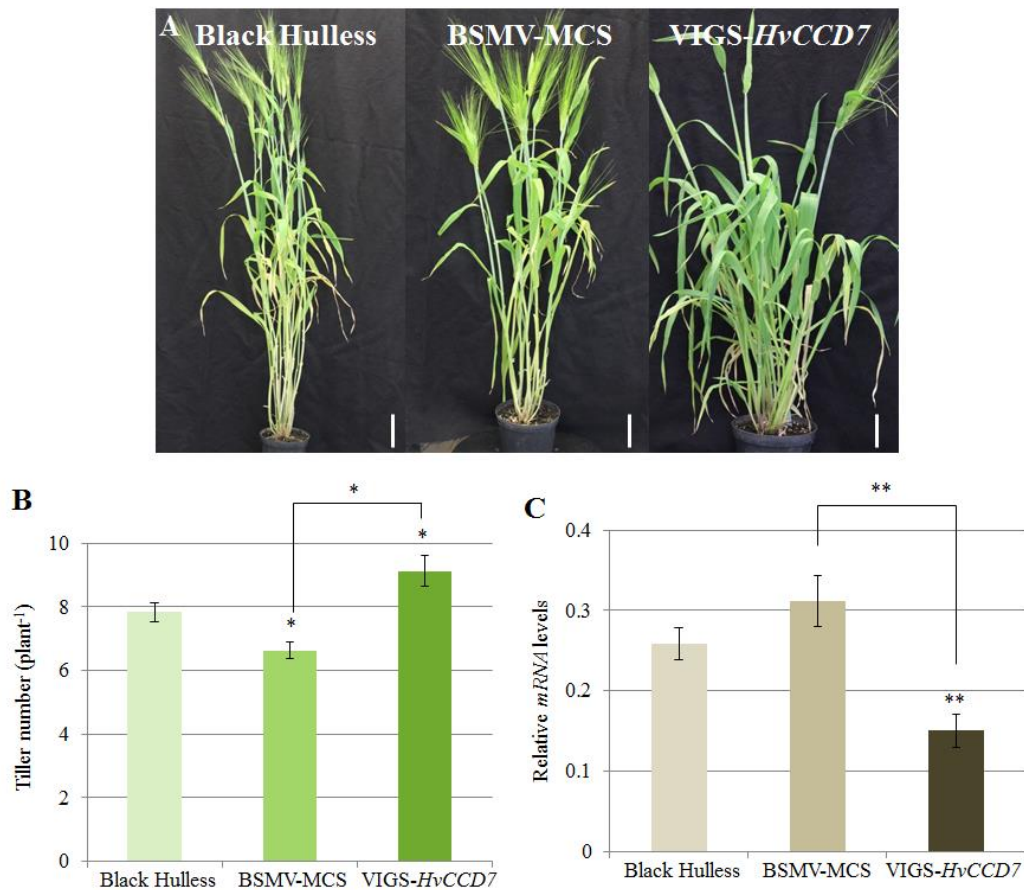 A
Black Hulless
BSMV-MCS
VIGS-HvCCD7
B
*
*
*
10
8
6
4
2
0
Tiller number (plant-1)
Black Hulless
BSMV-MCS
VIGS-HvCCD7
C
**
**
0.4
0.3
0.2
0.1
0
Relative mRNA levels
Black Hulless
BSMV-MCS
VIGS-HvCCD7